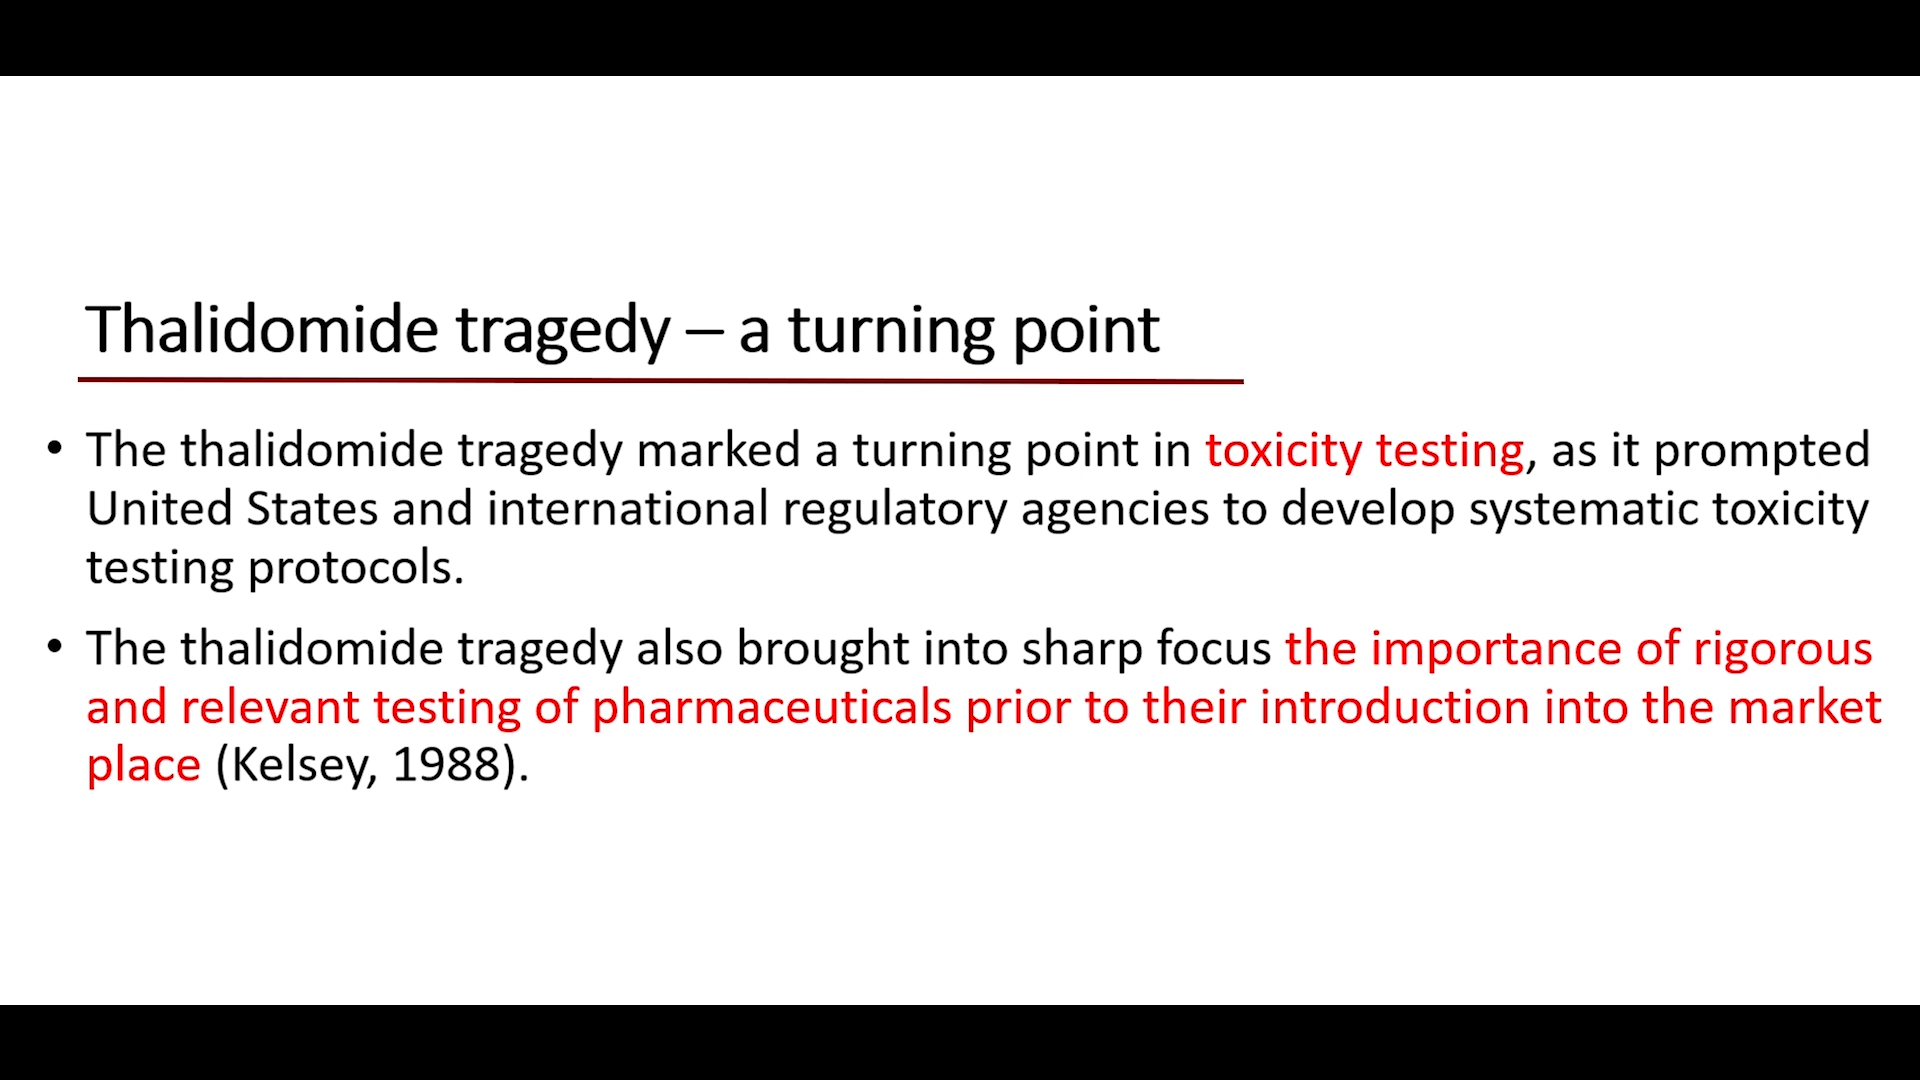 Thalidomide tragedy – a turning point
• The thalidomide tragedy marked a turning point in toxicity testing, as it prompted
United States and international regulatory agencies to develop systematic toxicity
testing protocols.
• The thalidomide tragedy also brought into sharp focus the importance of rigorous
and relevant testing of pharmaceuticals prior to their introduction into the market
place (Kelsey, 1988).